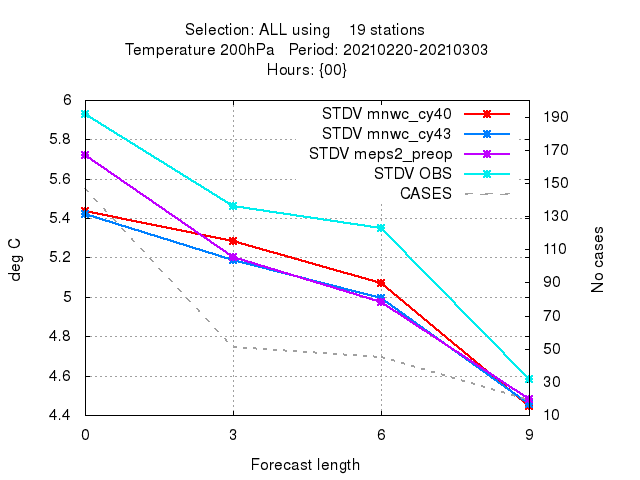 Selection: ALL using 19 stations
Temperature 200hPa Period: 20210220-20210303
Hours: {00}
STDV mnwc_cy40
STDV mnwc_cy43
STDV meps2_preop
STDV OBS
CASES
deg C
6
5.8
5.6
5.4
5.2
5
4.8
4.6
4.4
190
170
150
130
110
90
70
50
30
10
No cases
0 3 6 9
Forecast length